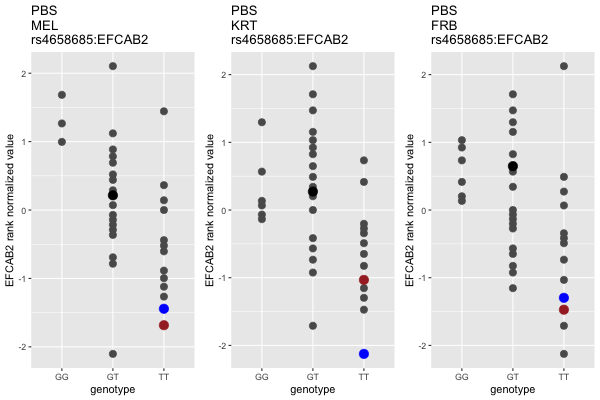 PBS
MEL
rs4658685:EFCAB2
EFCAB2 rank normalized value
2
1
0
-1
-2
GG
GT
TT
genotype
PBS
KRT
rs4658685:EFCAB2
EFCAB2 rank normalized value
2
1
0
-1
-2
GG
GT
TT
genotype
PBS
FRB
rs4658685:EFCAB2
EFCAB2 rank normalized value
2
1
0
-1
-2
GG
GT
TT
genotype